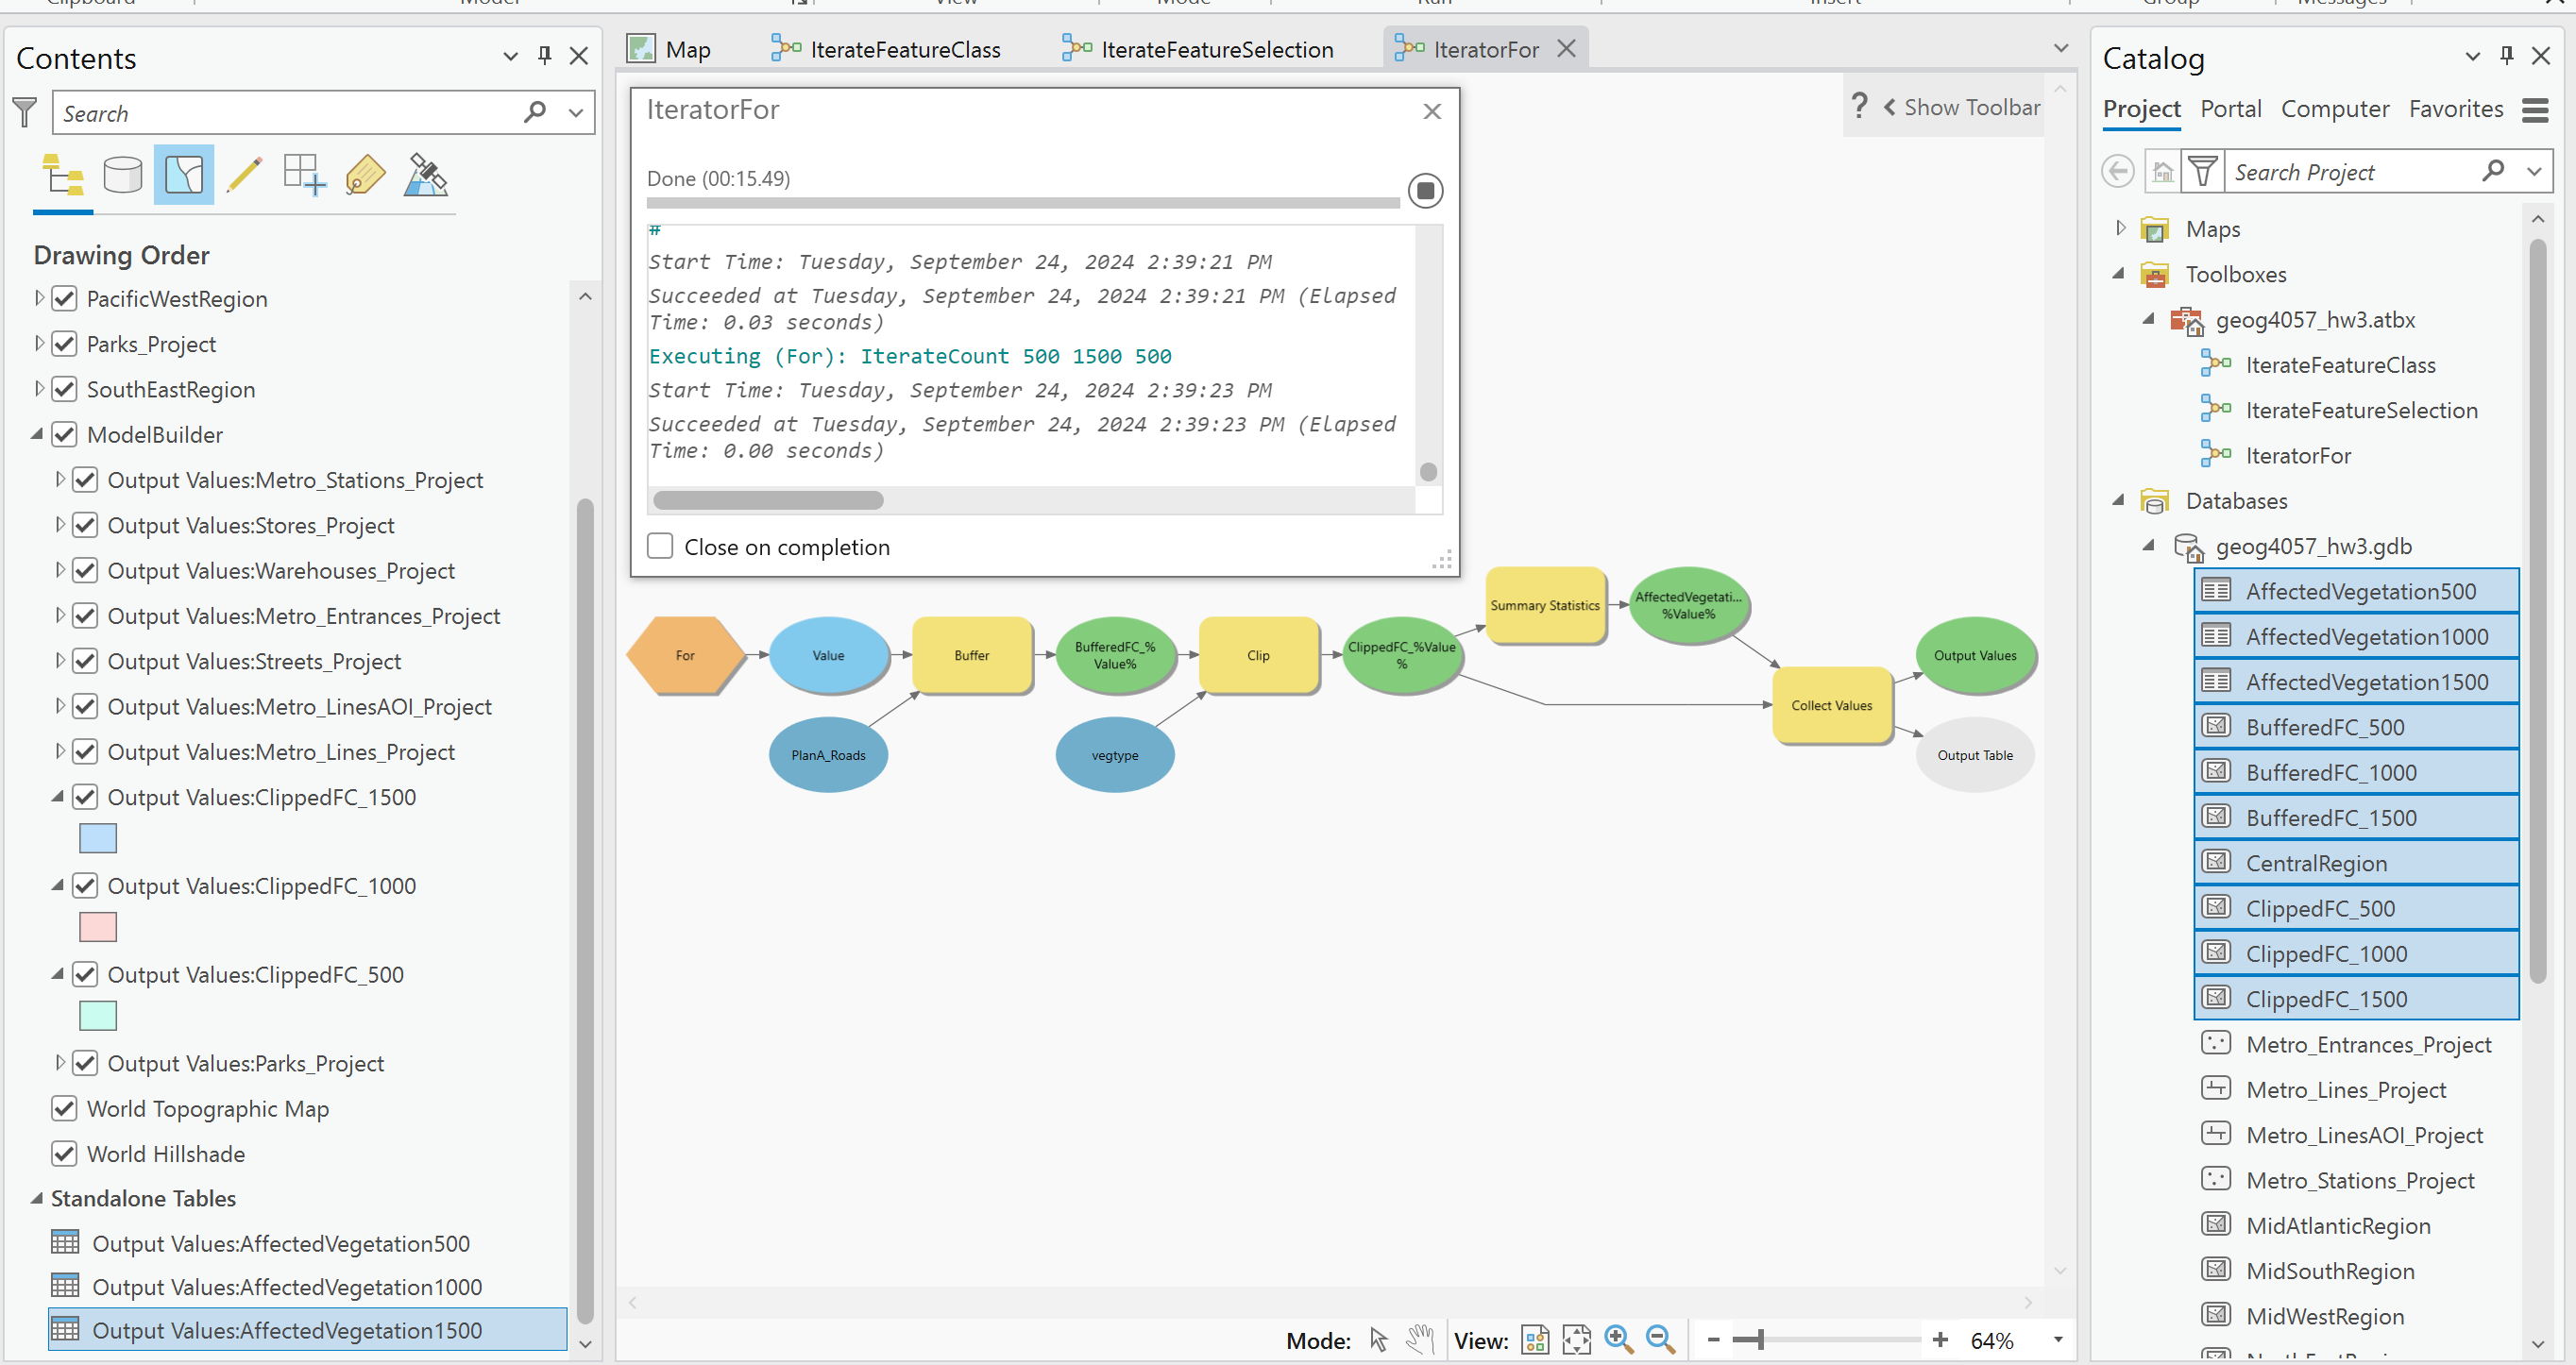 Contents
Search
Drawing Order
PacificWestRegion
Parks_Project
SouthEastRegion
ModelBuilder
Output Values:Metro_Stations_Project
Output Values:Stores_Project
Output Values:Warehouses_Project
Output Values:Metro_Entrances_Project
Output Values:Streets_Project
Output Values:Metro_LinesAOI_Project
Output Values:Metro_Lines_Project
Output Values:ClippedFC_1500
Output Values:ClippedFC_1000
Output Values:ClippedFC_500
Output Values:Parks_Project
World Topographic Map
World Hillshade
Standalone Tables
Output Values:AffectedVegetation500
Output Values:AffectedVegetation1000
Output Values:AffectedVegetation1500
Map
IterateFeatureClass
IterateFeatureSelection
IteratorFor
? Show Toolbar
IteratorFor
Done (00:15.49)
#
Start Time: Tuesday, September 24, 2024 2:39:21 PM
Succeeded at Tuesday, September 24, 2024 2:39:21 PM (Elapsed
Time: 0.03 seconds)
Executing (For): IterateCount 500 1500 500
Start Time: Tuesday, September 24, 2024 2:39:23 PM
Succeeded at Tuesday, September 24, 2024 2:39:23 PM (Elapsed
Time: 0.00 seconds)
Close on completion
For
Value
Buffer
BufferedFC_%
Value%
Clip
ClippedFC_%Value
%
Summary Statistics
AffectedVegetati...
%Value%
Collect Values
Output Values
Output Table
PlanA_Roads
vegtype
Mode:
View:
64%
Catalog
Project
Portal
Computer
Favorites
Search Project
Maps
Toolboxes
geog4057_hw3.atbx
IterateFeatureClass
IterateFeatureSelection
IteratorFor
Databases
geog4057_hw3.gdb
AffectedVegetation500
AffectedVegetation1000
AffectedVegetation1500
BufferedFC_500
BufferedFC_1000
BufferedFC_1500
CentralRegion
ClippedFC_500
ClippedFC_1000
ClippedFC_1500
Metro_Entrances_Project
Metro_Lines_Project
Metro_LinesAOI_Project
Metro_Stations_Project
MidAtlanticRegion
MidSouthRegion
MidWestRegion